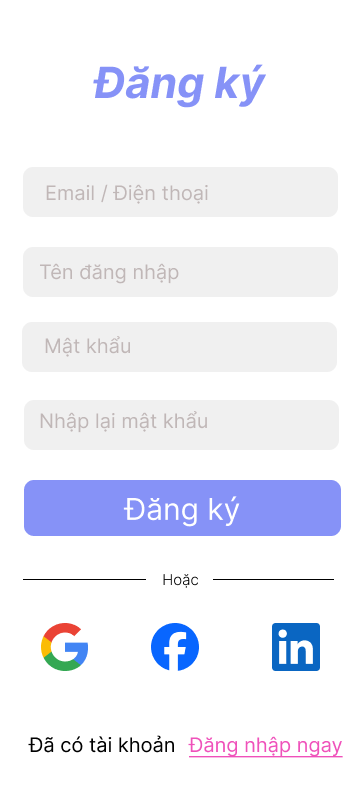 Đăng ký
Email / Điện thoại
Tên đăng nhập
Mật khẩu
Nhập lại mật khẩu
Đăng ký
Hoặc
Đã có tài khoản Đăng nhập ngay